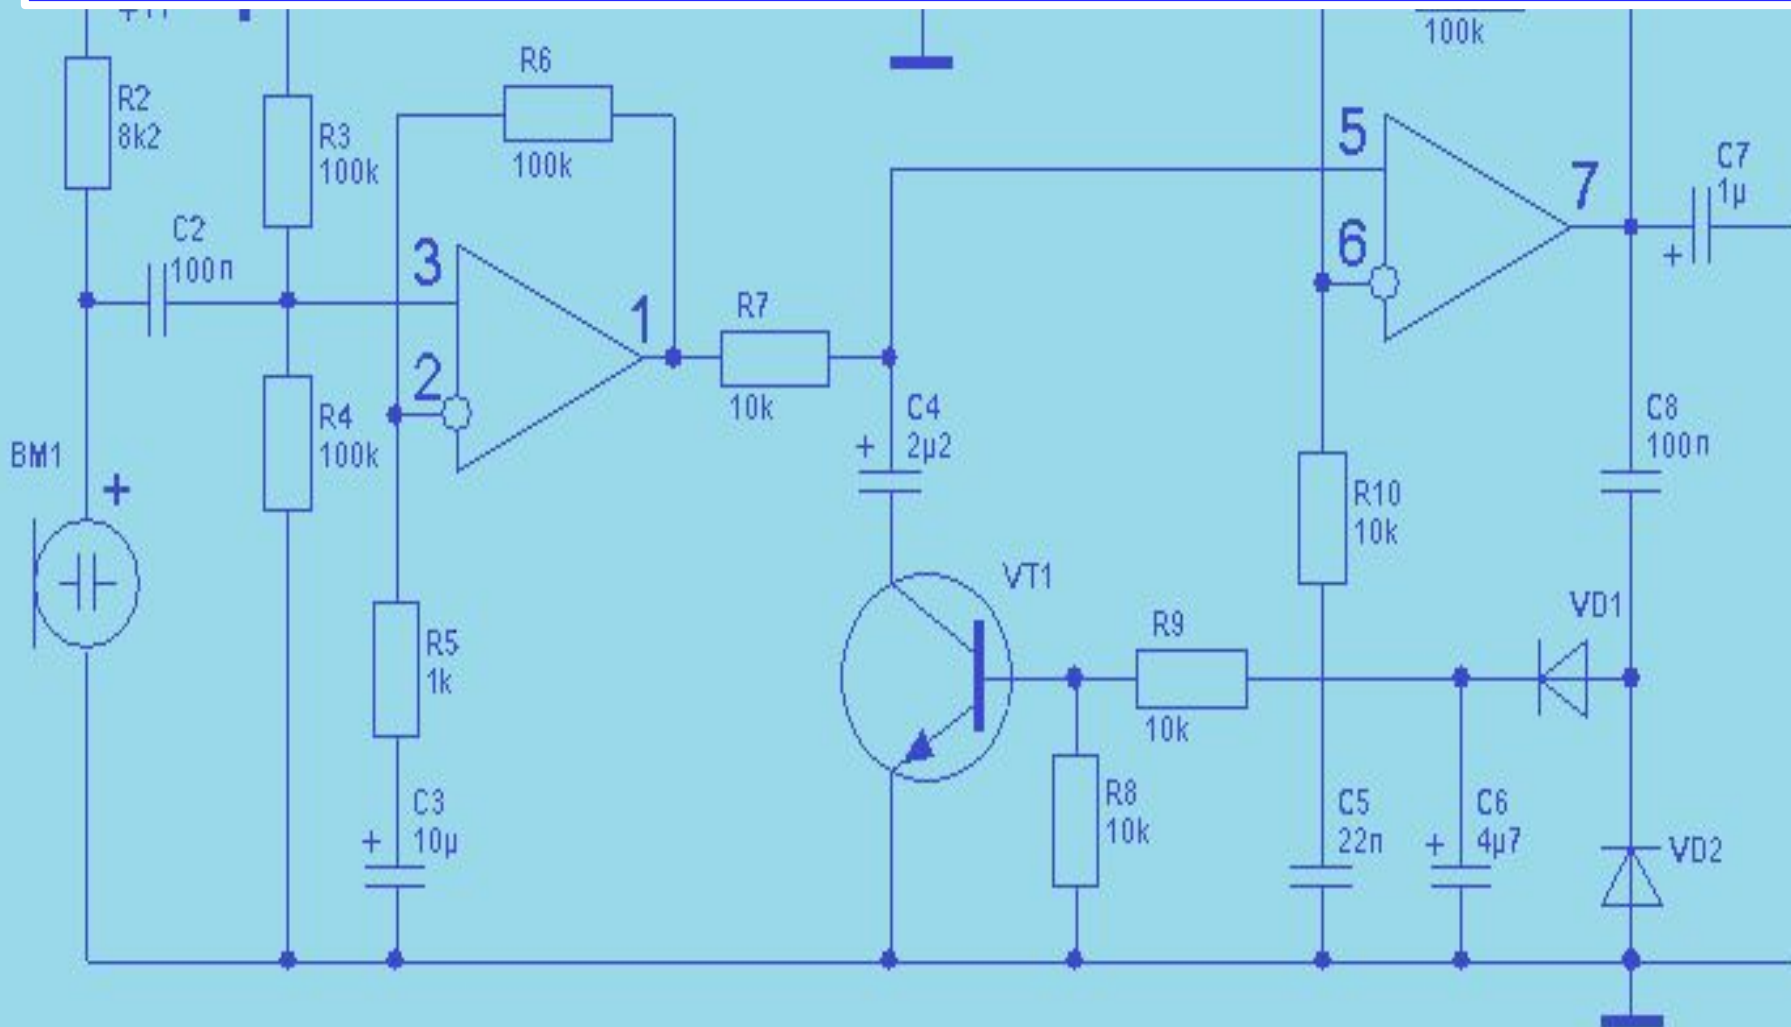 100k
R6
R2
8k2
R3
100k
100k
5
C7
1µ
7
+
C2
100n
3
6
R7
1
10k
2
C4
2µ2
+
R4
100k
C8
100n
BM1
+
R10
10k
VT1
VD1
R9
10k
R5
1k
C3
10µ
+
R8
10k
C5
22n
C6
4µ7
+
VD2